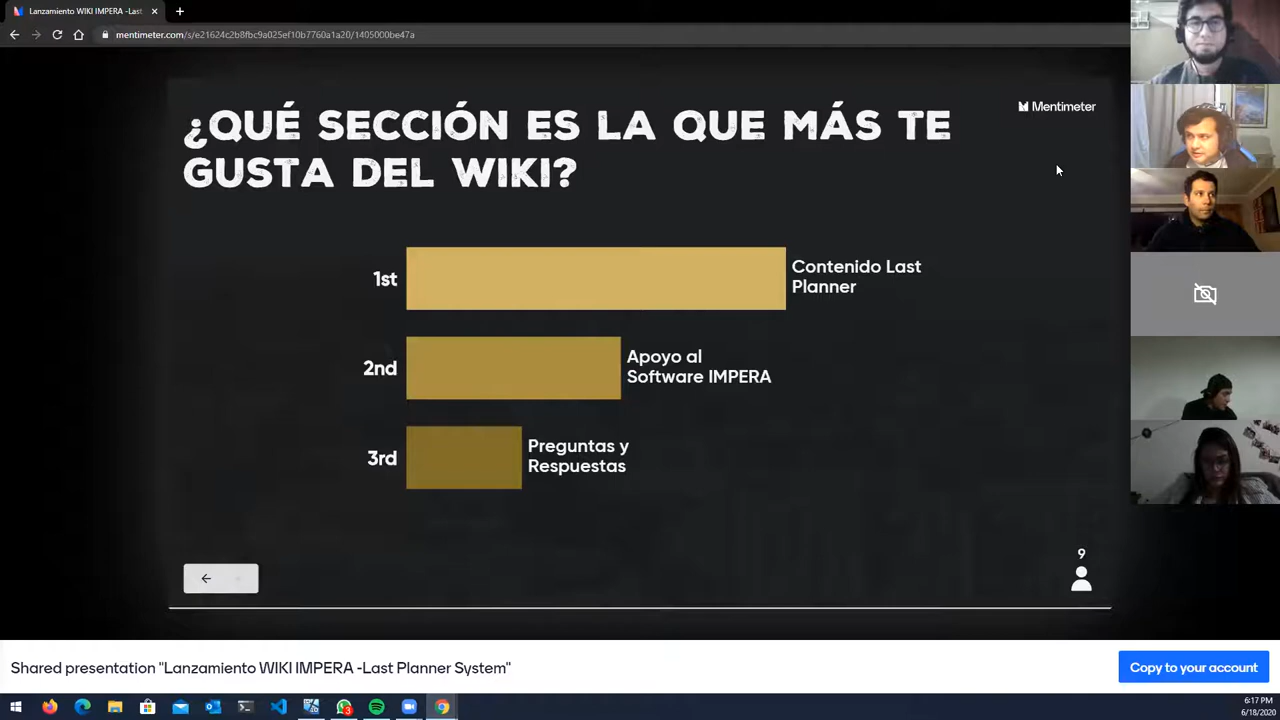 Lanzamiento WIKI IMPERA -Last
mentimeter.com/s/e21624c2b8fbc9a025ef10b7760a1a20/1405000be47a
Mentimeter
¿QUÉ SECCIÓN ES LA QUE MÁS TE
GUSTA DEL WIKI?
1st
Contenido Last
Planner
2nd
Apoyo al
Software IMPERA
3rd
Preguntas y
Respuestas
9
Shared presentation "Lanzamiento WIKI IMPERA -Last Planner System"
Copy to your account
3
6:17 PM
6/18/2020